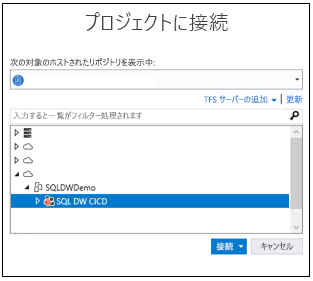 プロジェクトに接続
次の対象のホストされたリポジトリを表示中:
TFS サーバーの追加 | 更新
入力すると一覧がフィルター処理されます
SQLDWDemo
SQL DW CICD
接続 キャンセル